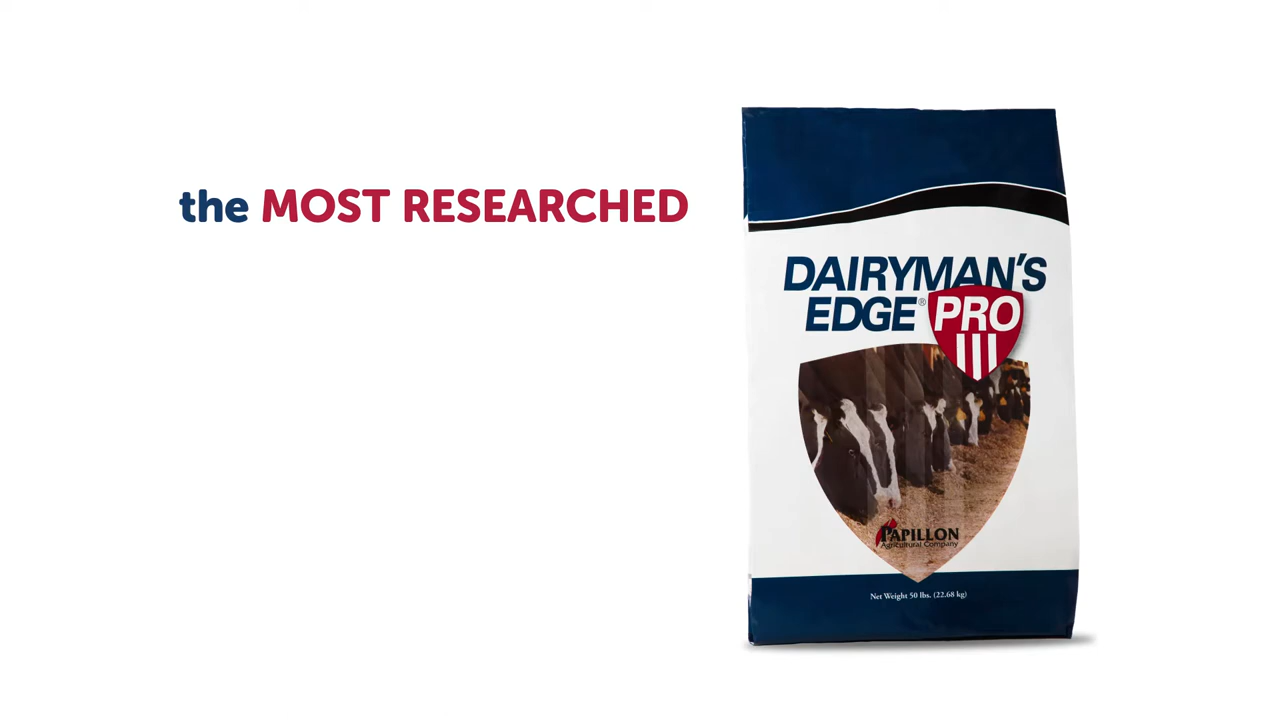 the MOST RESEARCHED
DAIRYMAN'S
EDGE® PRO
PAPILLON
Agricultural Company
Net Weight 50 lbs. (22.68 kg)